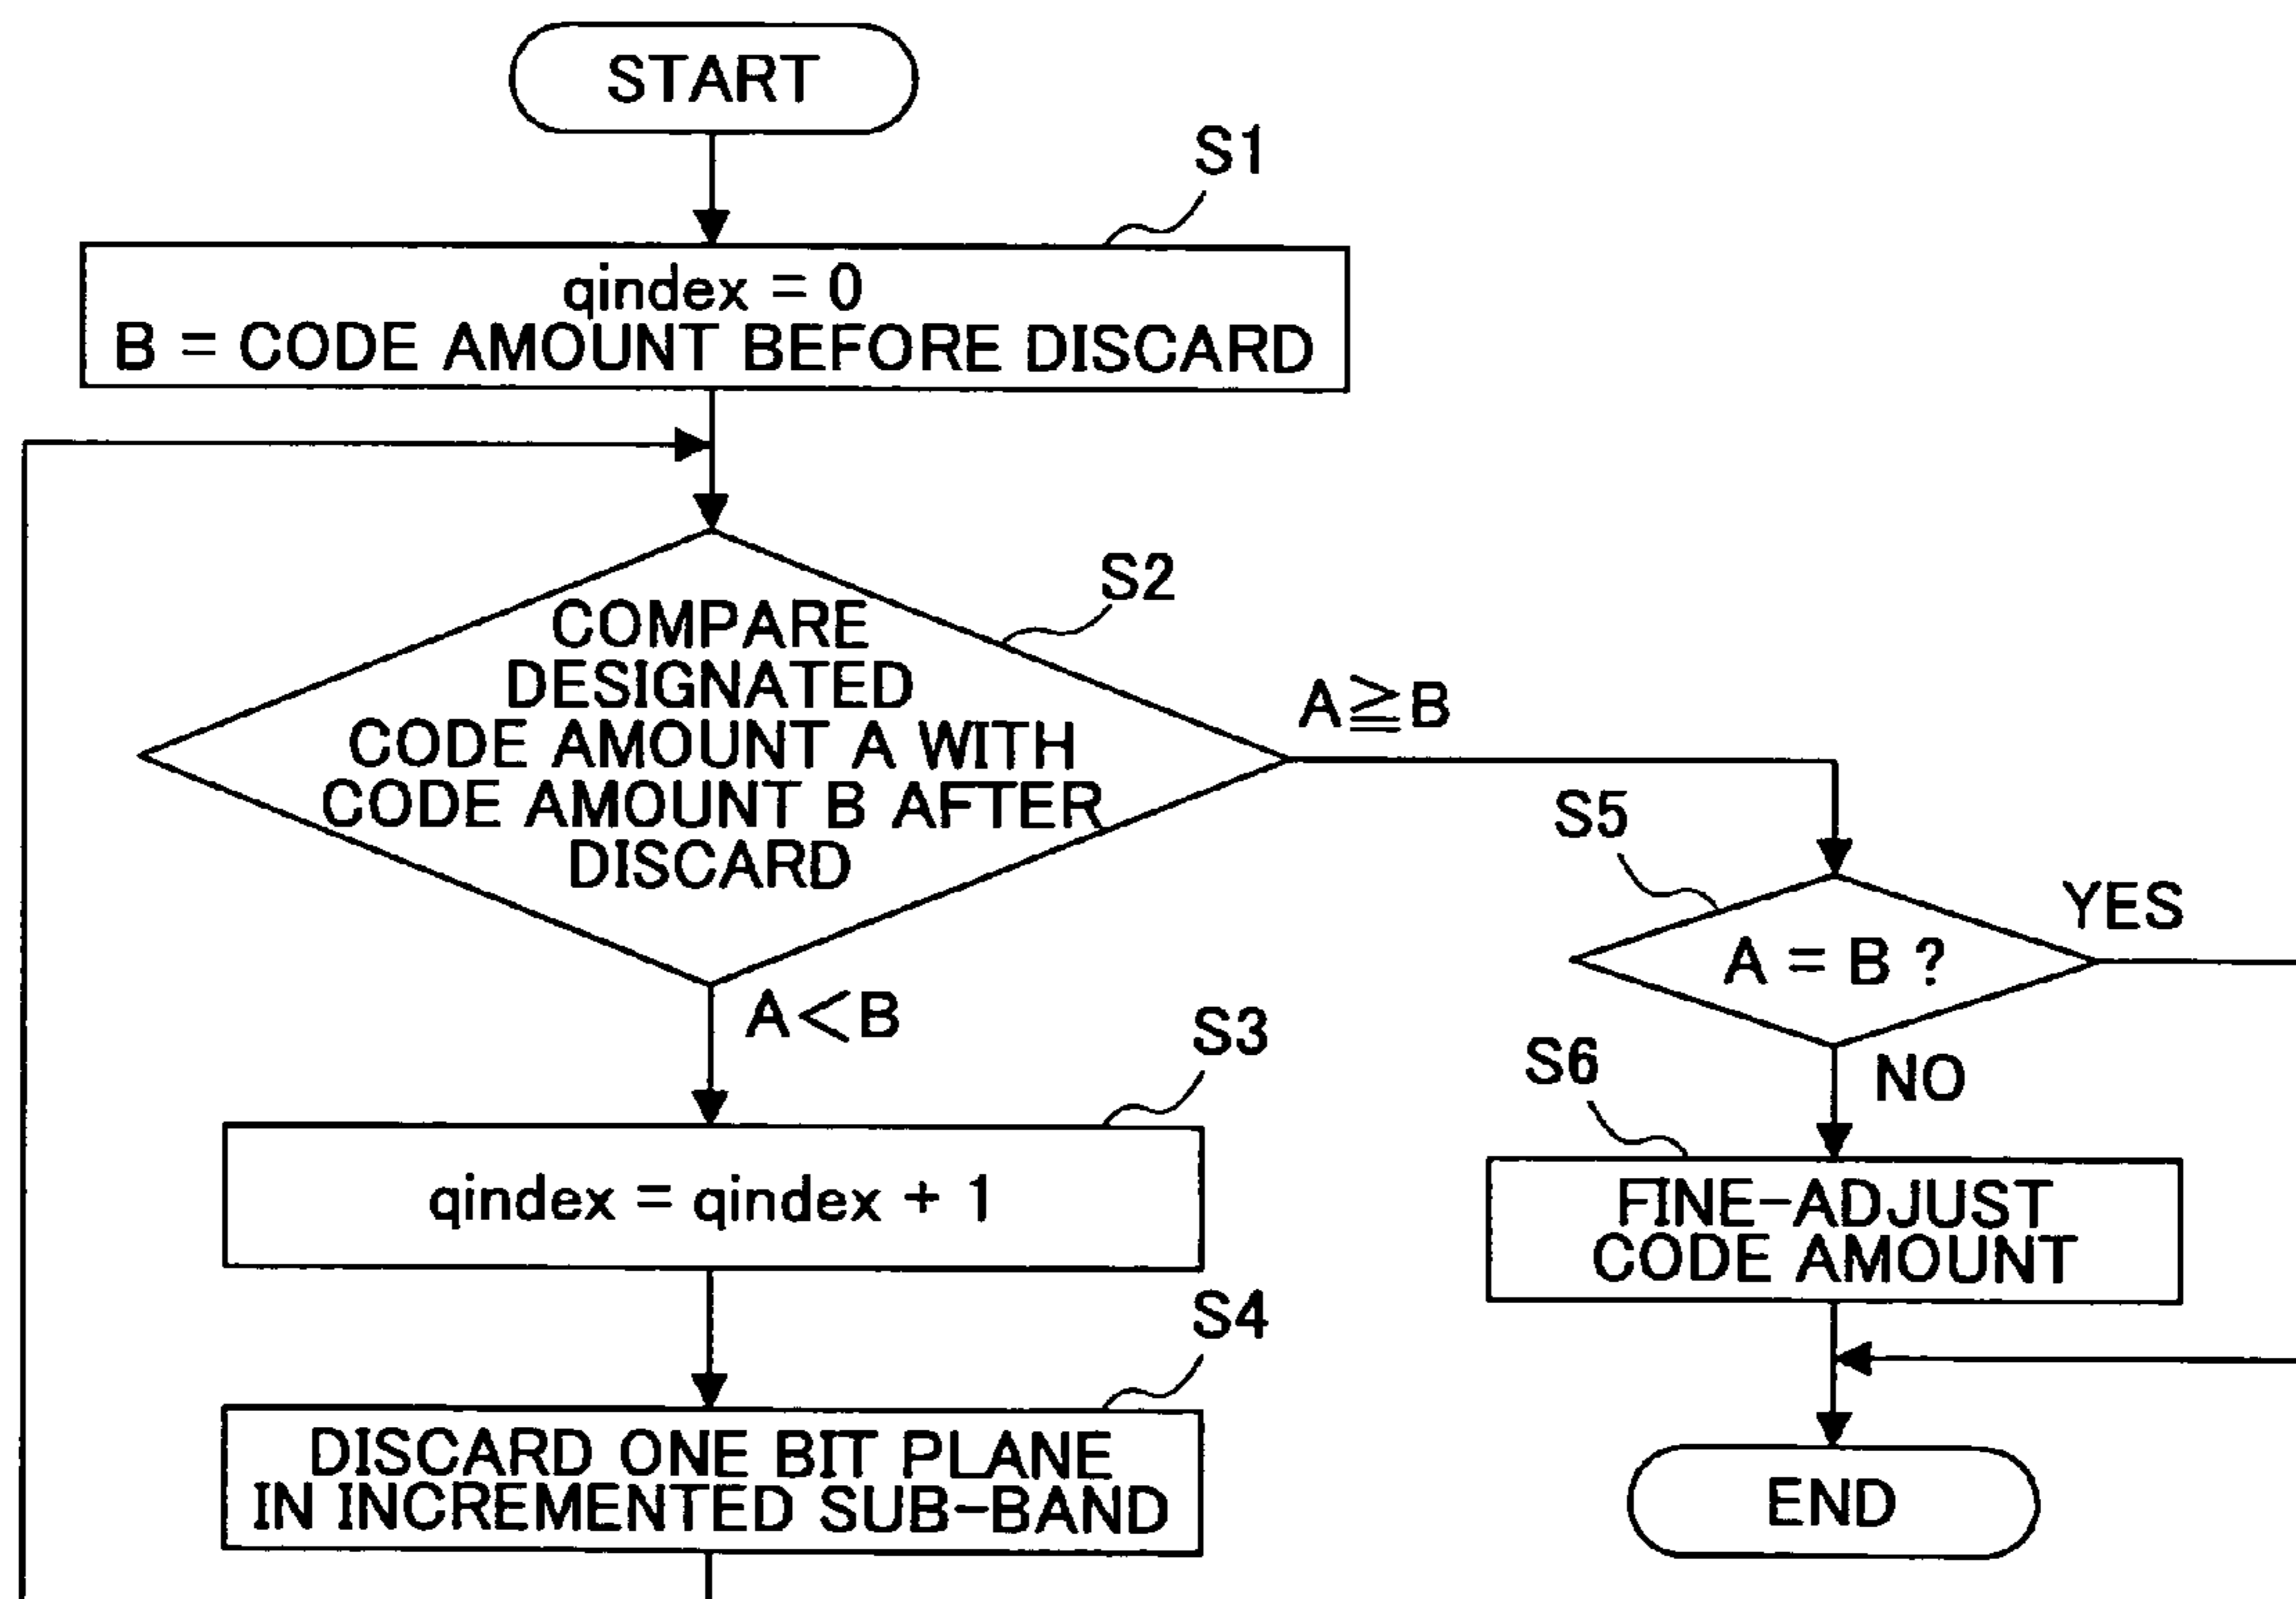 START
S1
qindex = 0
B = CODE AMOUNT BEFORE DISCARD
S2
COMPARE
DESIGNATED
CODE AMOUNT A WITH
CODE AMOUNT B AFTER
DISCARD
A≧B
A<B
S3
qindex = qindex + 1
S4
DISCARD ONE BIT PLANE
IN INCREMENTED SUB-BAND
S5
A = B ?
YES
NO
S6
FINE-ADJUST
CODE AMOUNT
END